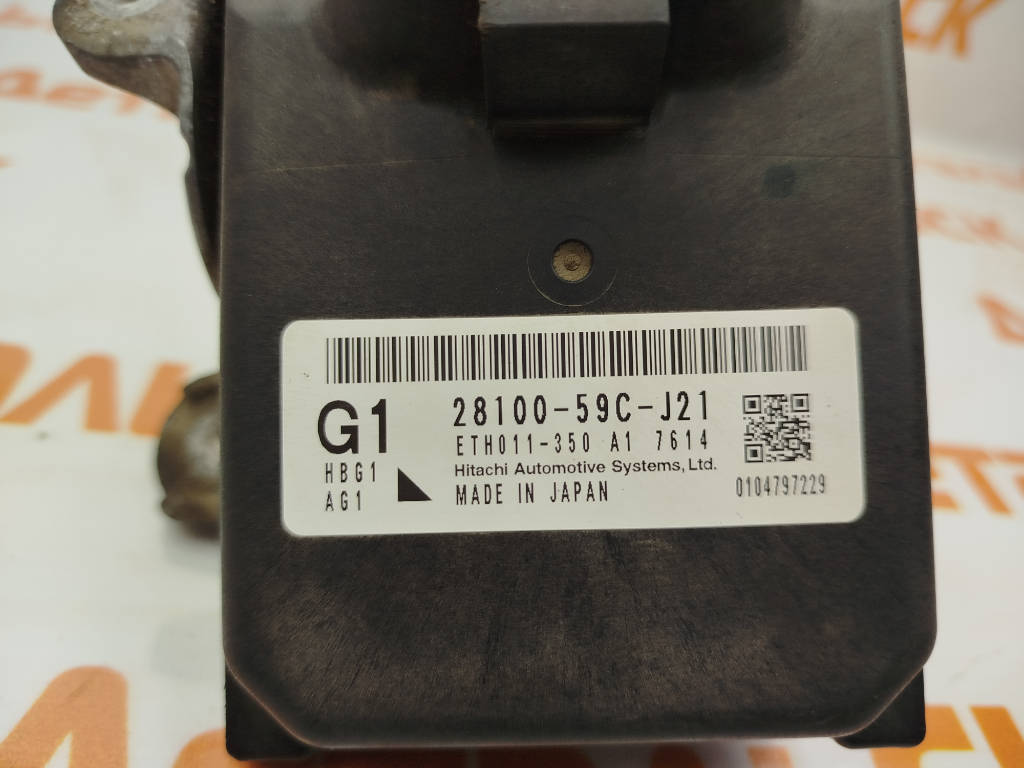 G1
28100-59C-J21
ETH011-350 A1 7614
HBG1
Hitachi Automotive Systems, Ltd.
AG1
MADE IN JAPAN
0104797229